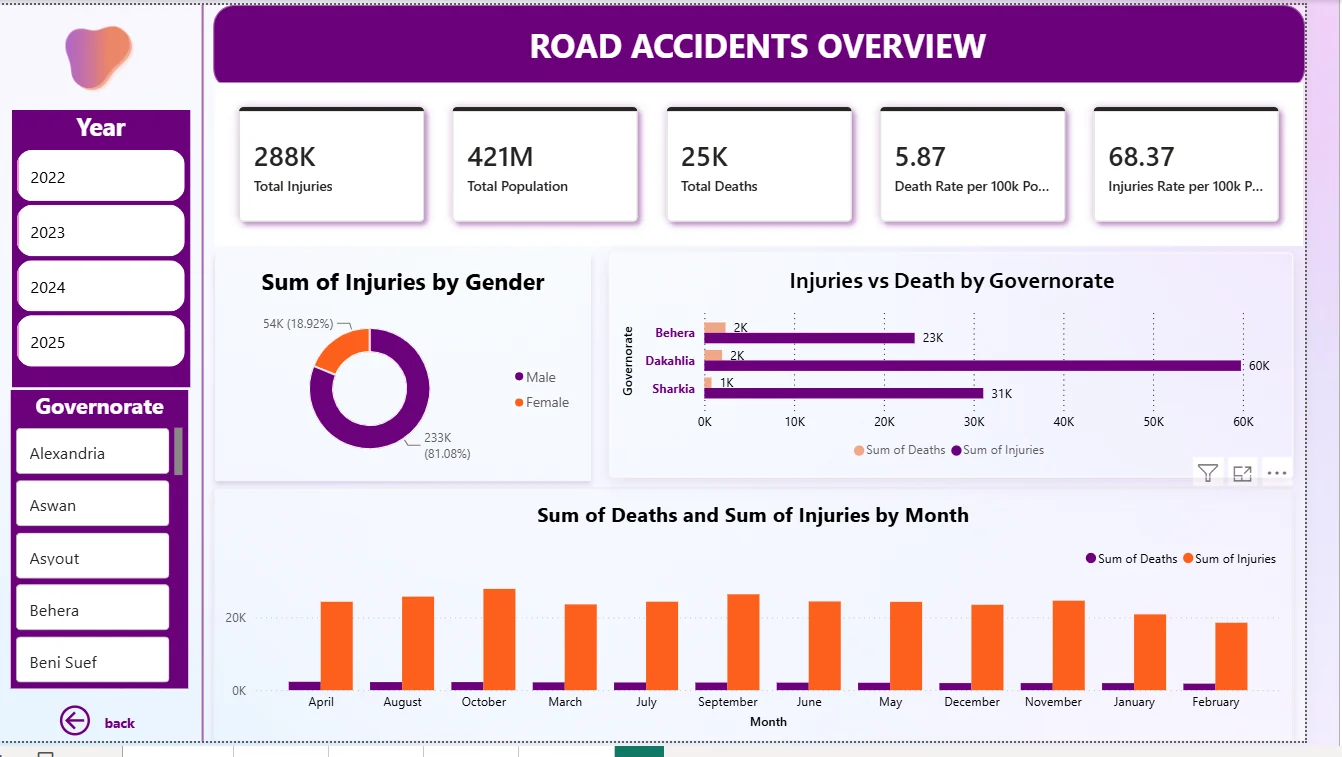 ROAD ACCIDENTS OVERVIEW
Year
2022
2023
2024
2025
Governorate
Alexandria
Aswan
Asyout
Behera
Beni Suef
back
288K
Total Injuries
421M
Total Population
25K
Total Deaths
5.87
Death Rate per 100k Po...
68.37
Injuries Rate per 100k P...
Sum of Injuries by Gender
54K (18.92%)
233K
(81.08%)
Male
Female
Injuries vs Death by Governorate
Governorate
Behera
2K
23K
Dakahlia
2K
60K
Sharkia
1K
31K
0K 10K 20K 30K 40K 50K 60K
Sum of Deaths Sum of Injuries
Sum of Deaths and Sum of Injuries by Month
Sum of Deaths Sum of Injuries
20K
0K
April August October March July September June May December November January February
Month